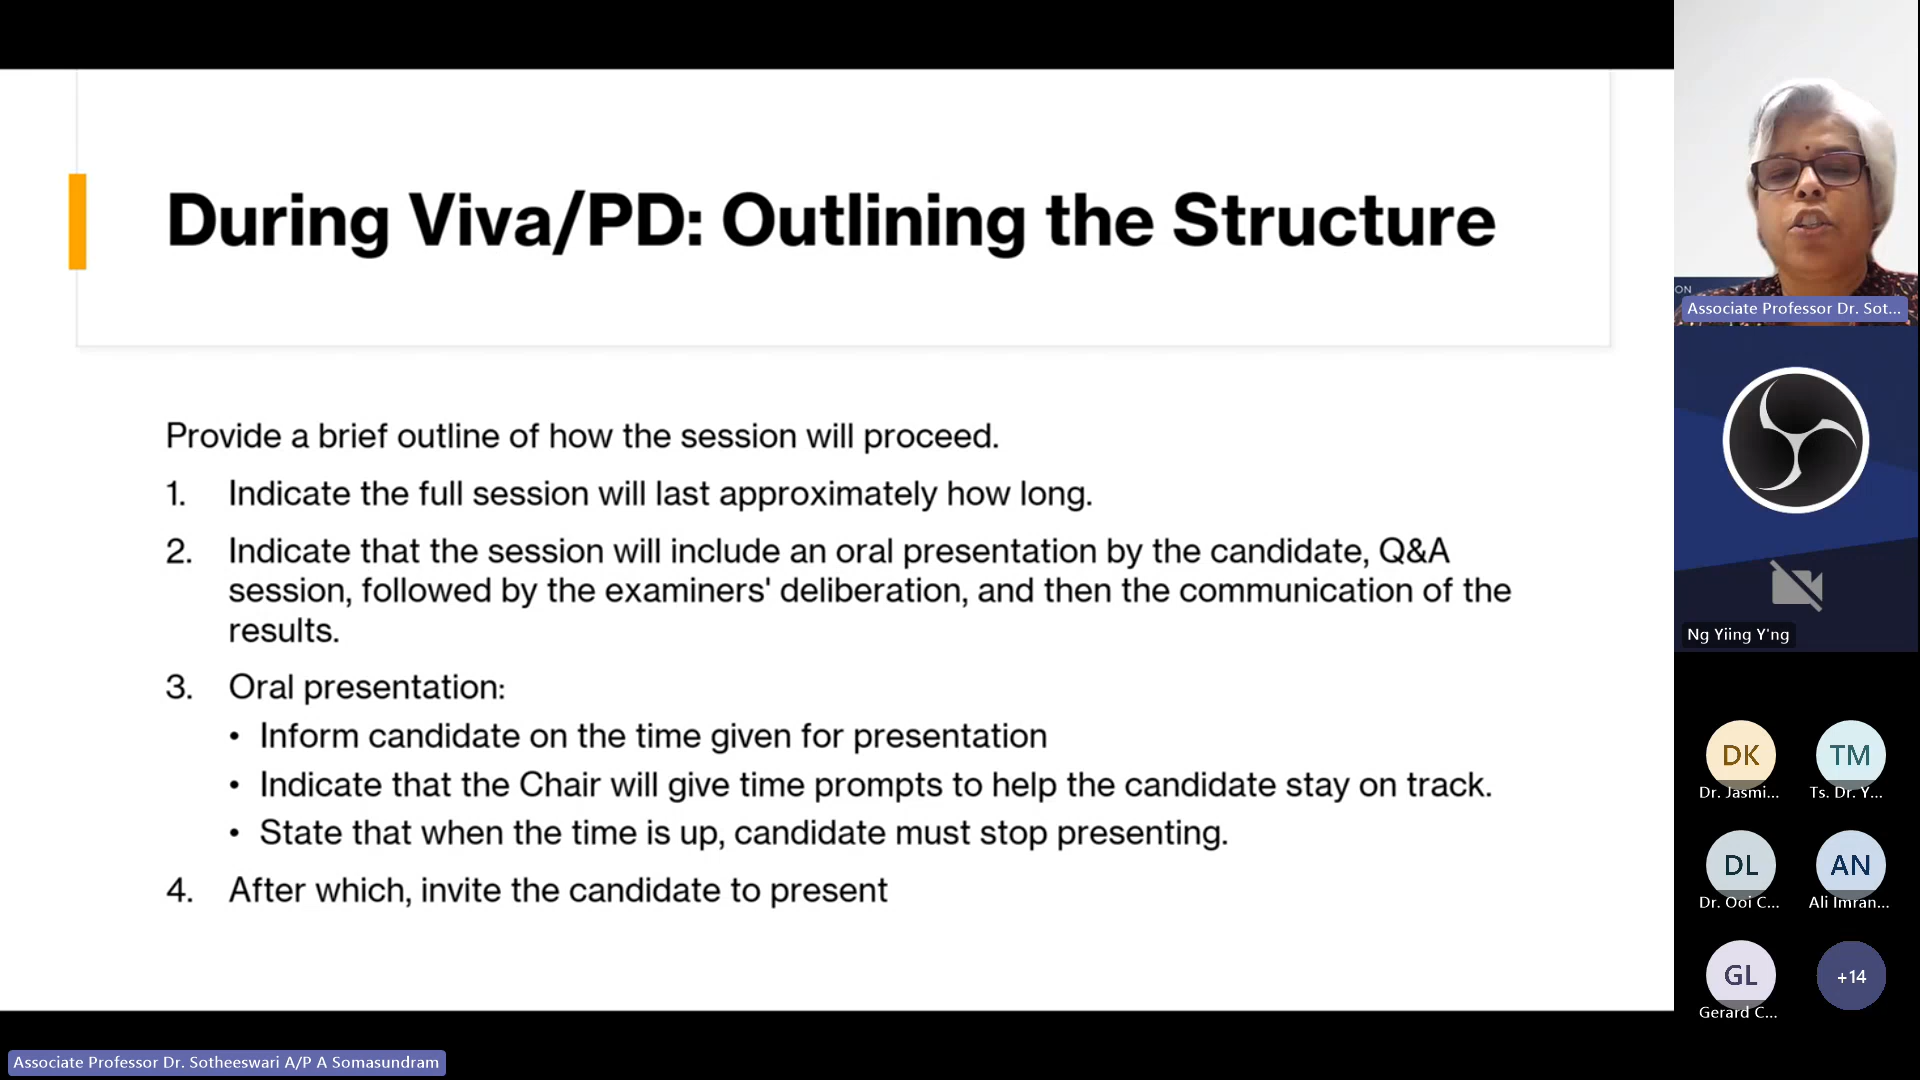 During Viva/PD: Outlining the Structure
Provide a brief outline of how the session will proceed.
1. Indicate the full session will last approximately how long.
2. Indicate that the session will include an oral presentation by the candidate, Q&A
session, followed by the examiners' deliberation, and then the communication of the
results.
3. Oral presentation:
• Inform candidate on the time given for presentation
• Indicate that the Chair will give time prompts to help the candidate stay on track.
• State that when the time is up, candidate must stop presenting.
4. After which, invite the candidate to present
Associate Professor Dr. Sotheeswari A/P A Somasundram
ON
Associate Professor Dr. Sot...
Ng Yiing Y'ng
DK
Dr. Jasmi...
TM
Ts. Dr. Y...
DL
Dr. Ooi C...
AN
Ali Imran...
GL
Gerard C...
+14